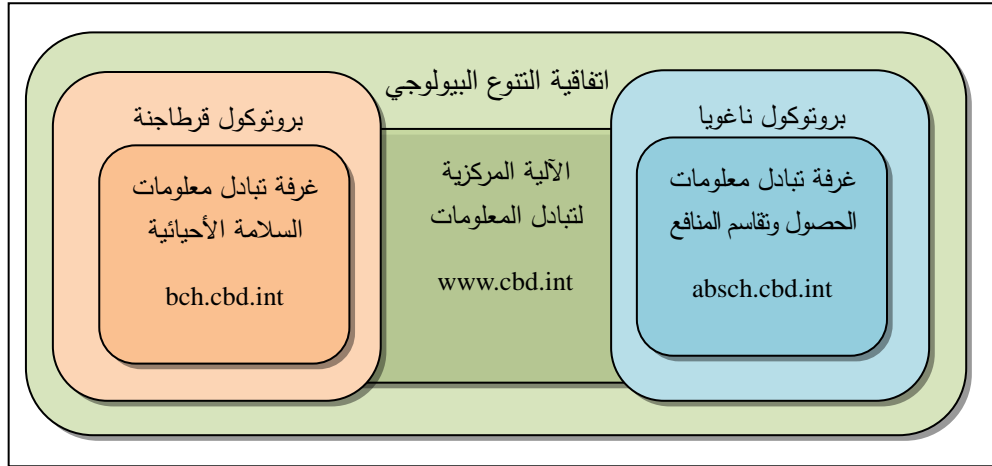 اتفاقية التنوع البيولوجي
بروتوكول ناغويا
غرفة تبادل معلومات
الحصول وتقاسم المنافع
absch.cbd.int
الآلية المركزية
لتبادل المعلومات
www.cbd.int
بروتوكول قرطاجنة
غرفة تبادل معلومات
السلامة الأحيائية
bch.cbd.int